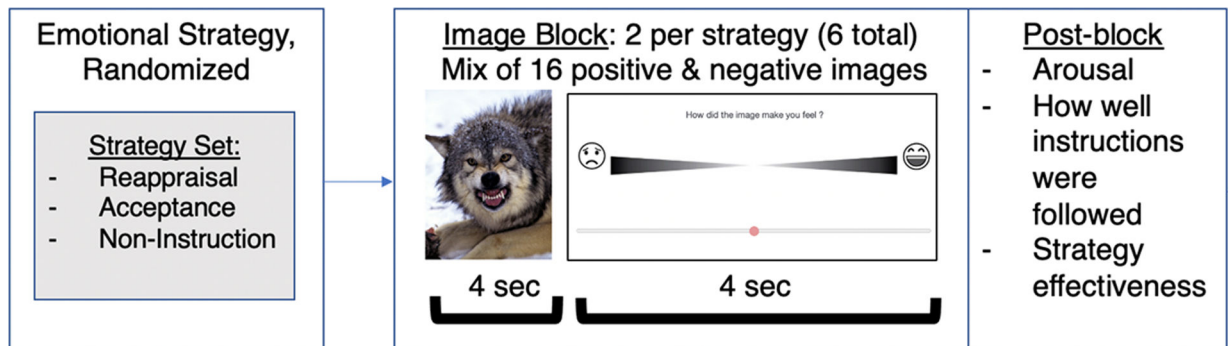 Emotional Strategy,
Randomized
Strategy Set:
- Reappraisal
- Acceptance
- Non-Instruction
Image Block: 2 per strategy (6 total)
Mix of 16 positive & negative images
How did the image make you feel ?
4 sec
4 sec
Post-block
- Arousal
- How well
instructions
were
followed
- Strategy
effectiveness